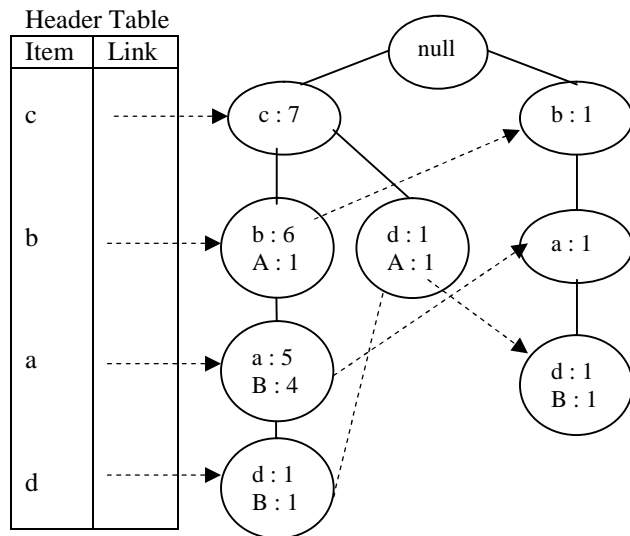 Header Table
Item Link
null
c
c : 7
b : 1
b
b : 6
A : 1
d : 1
A : 1
a : 1
a
a : 5
B : 4
d : 1
B : 1
d
d : 1
B : 1